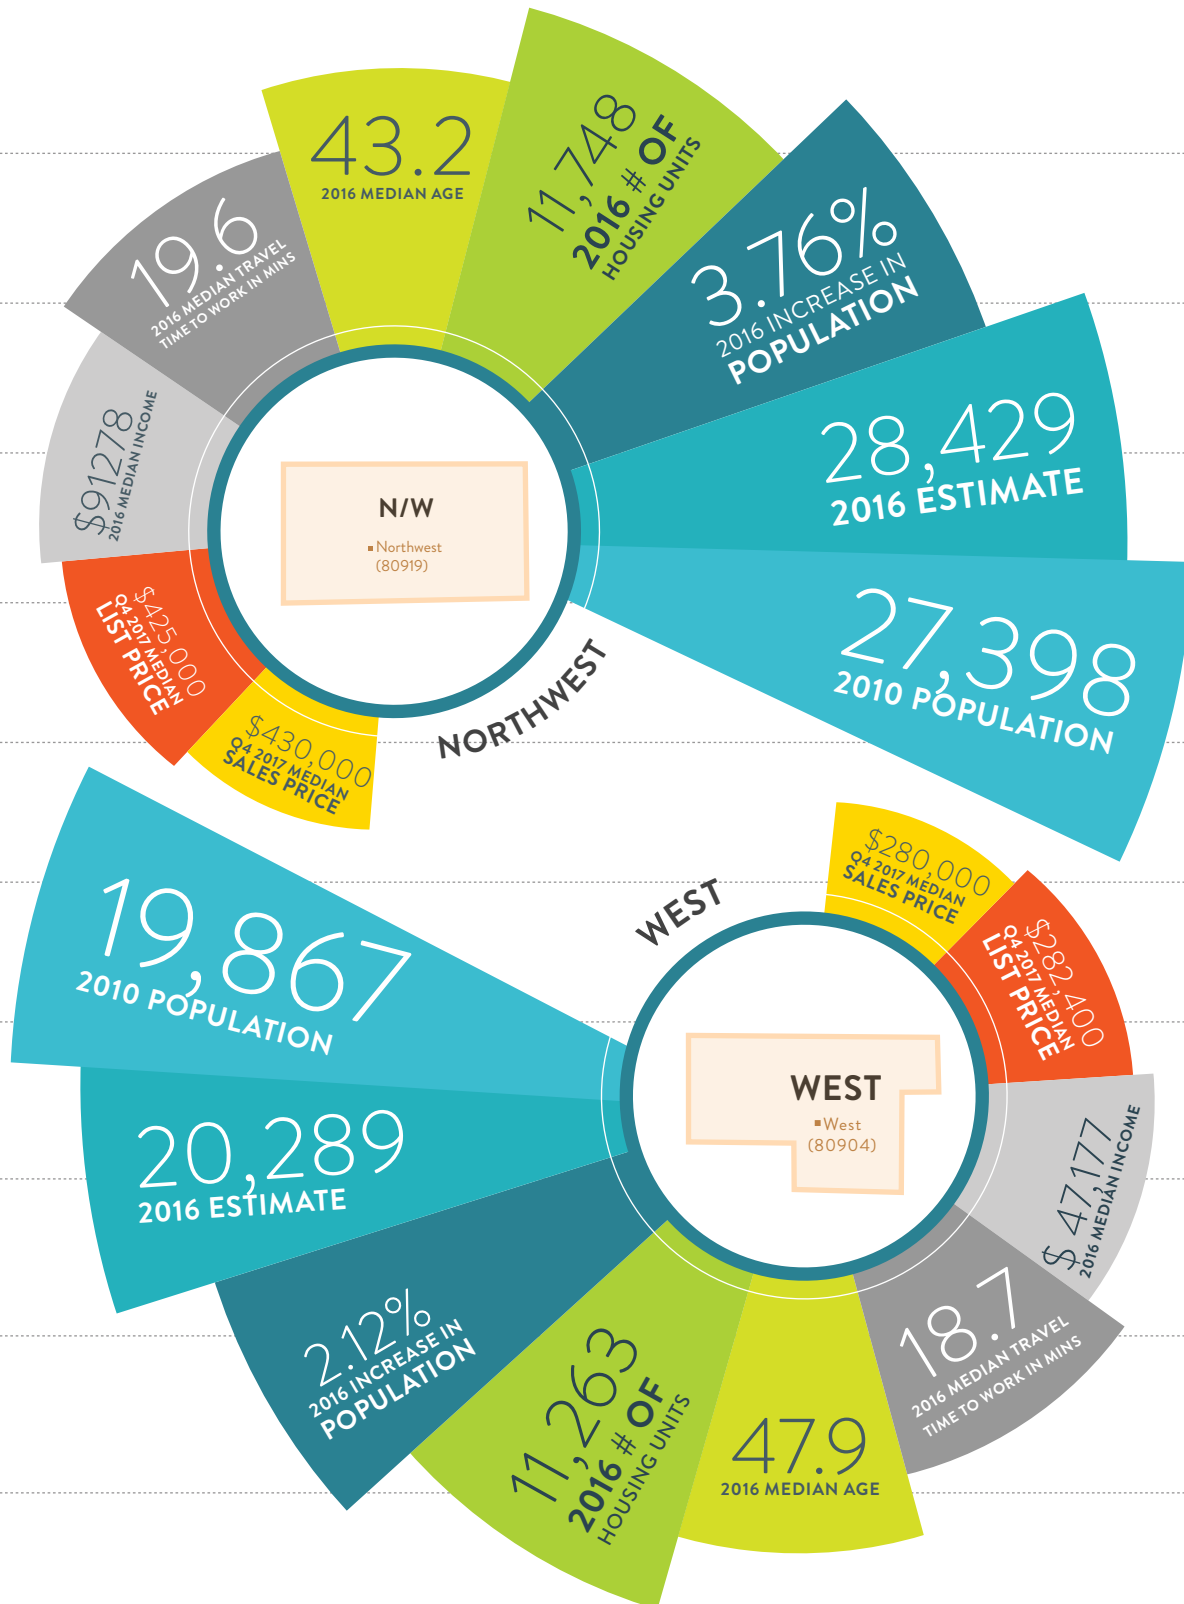 43.2
2016 MEDIAN AGE
11,748
2016 # OF
HOUSING UNITS
3.76%
2016 INCREASE IN
POPULATION
28,429
2016 ESTIMATE
27,398
2010 POPULATION
19.6
2016 MEDIAN TRAVEL
TIME TO WORK IN MINS
$91278
2016 MEDIAN INCOME
$425,000
Q4 2017 MEDIAN
LIST PRICE
$430,000
Q4 2017 MEDIAN
SALES PRICE
N/W
Northwest
(80919)
NORTHWEST
WEST
$280,000
Q4 2017 MEDIAN
SALES PRICE
$282,400
Q4 2017 MEDIAN
LIST PRICE
$ 47,177
2016 MEDIAN INCOME
18.7
2016 MEDIAN TRAVEL
TIME TO WORK IN MINS
47.9
2016 MEDIAN AGE
11,263
2016 # OF
HOUSING UNITS
2.12%
2016 INCREASE IN
POPULATION
20,289
2016 ESTIMATE
19,867
2010 POPULATION
WEST
West
(80904)